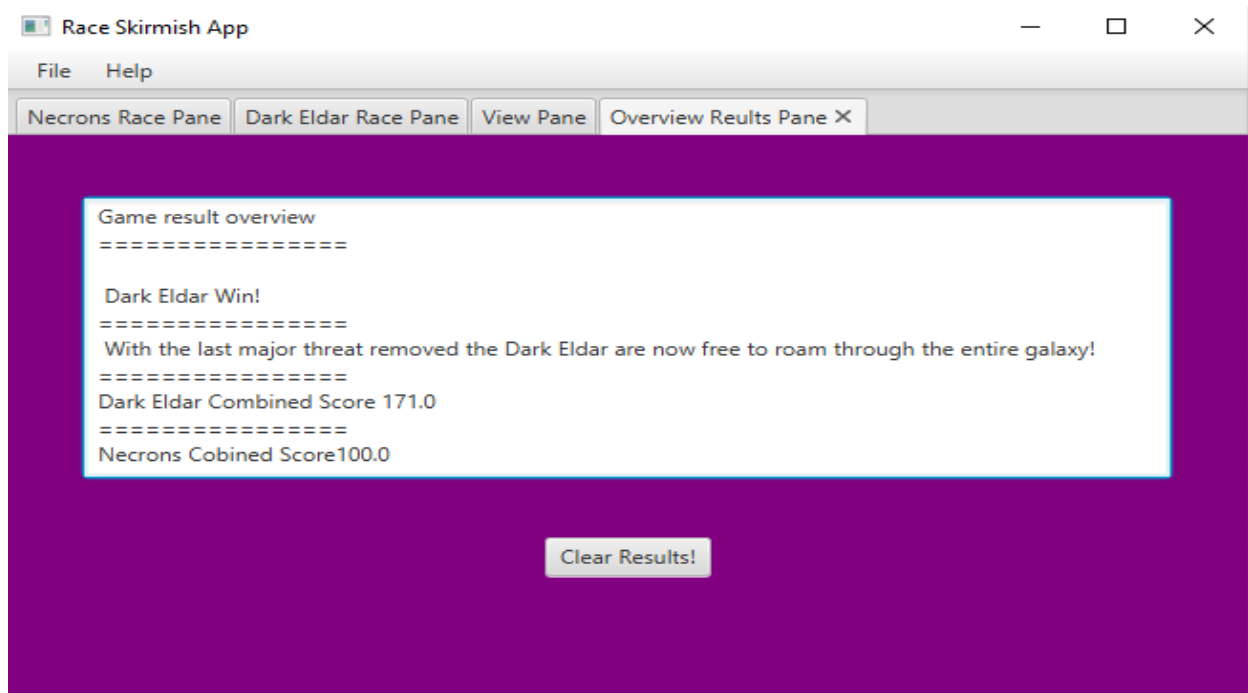 Race Skirmish App
File Help
Necrons Race Pane Dark Eldar Race Pane View Pane Overview Reults Pane
Game result overview
================
Dark Eldar Win!
================
With the last major threat removed the Dark Eldar are now free to roam through the entire galaxy!
================
Dark Eldar Combined Score 171.0
================
Necrons Cobined Score100.0
Clear Results!